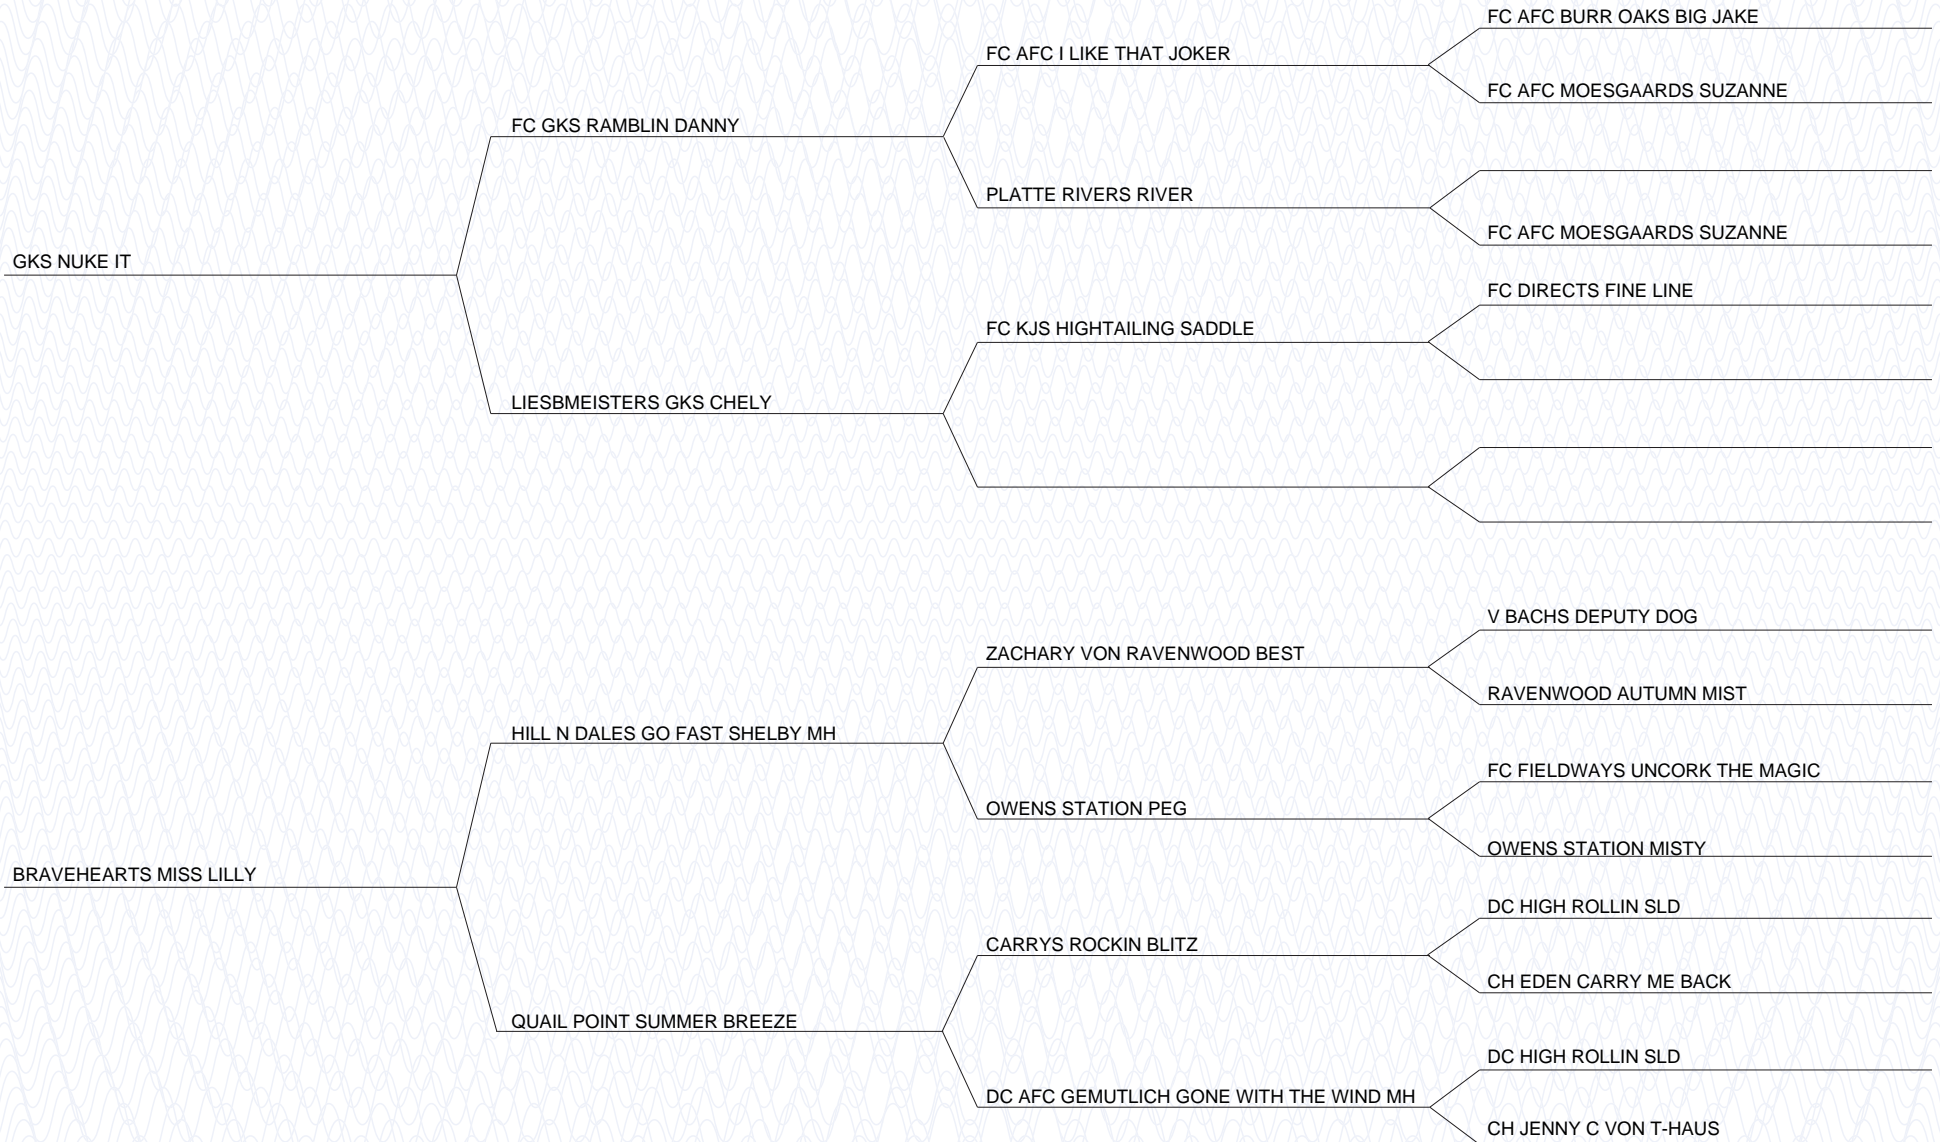 FC AFC BURR OAKS BIG JAKE
FC AFC I LIKE THAT JOKER
FC AFC MOESGAARDS SUZANNE
FC GKS RAMBLIN DANNY
PLATTE RIVERS RIVER
FC AFC MOESGAARDS SUZANNE
GKS NUKE IT
FC DIRECTS FINE LINE
FC KJS HIGHTAILING SADDLE
LIESBMEISTERS GKS CHELY
V BACHS DEPUTY DOG
ZACHARY VON RAVENWOOD BEST
RAVENWOOD AUTUMN MIST
HILL N DALES GO FAST SHELBY MH
FC FIELDWAYS UNCORK THE MAGIC
OWENS STATION PEG
OWENS STATION MISTY
BRAVEHEARTS MISS LILLY
DC HIGH ROLLIN SLD
CARRYS ROCKIN BLITZ
CH EDEN CARRY ME BACK
QUAIL POINT SUMMER BREEZE
DC HIGH ROLLIN SLD
DC AFC GEMUTLICH GONE WITH THE WIND MH
CH JENNY C VON T-HAUS